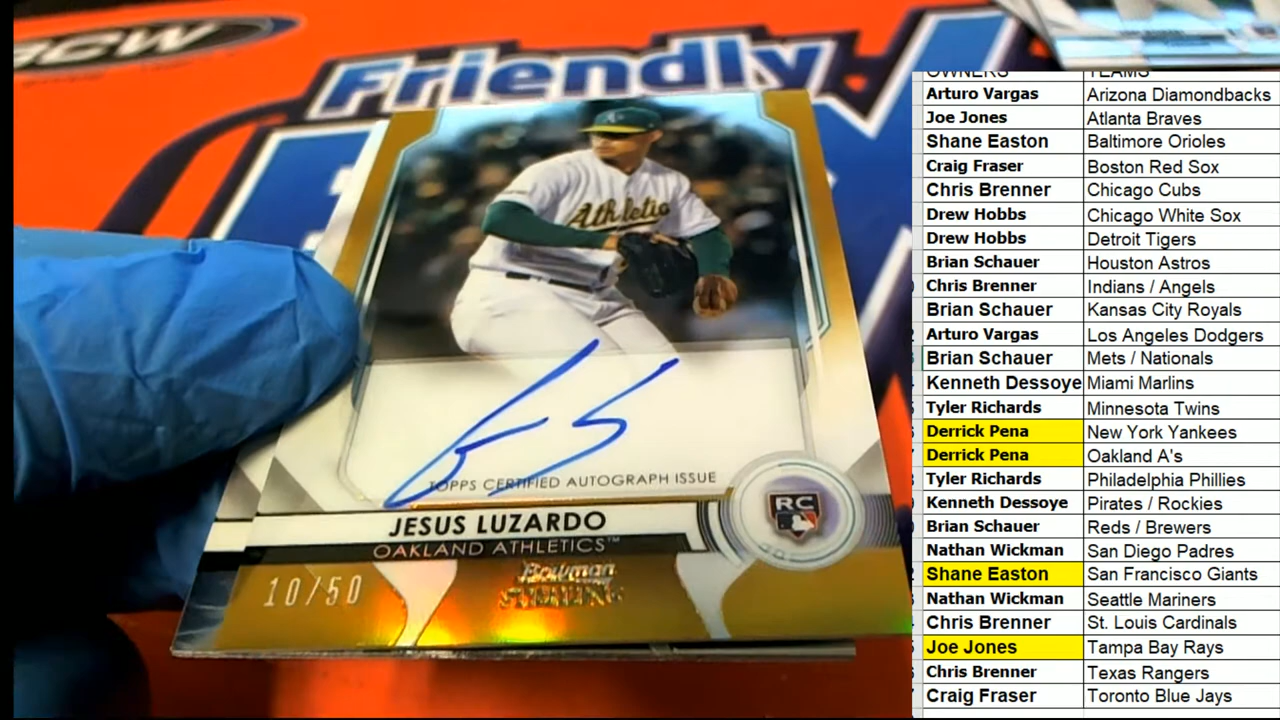 BCW
Friendly
Athletic
TOPPS CERTIFIED AUTOGRAPH ISSUE
RC
JESUS LUZARDO
OAKLAND ATHLETICS™
10/50
Bowman
STERLING
OWNERS TEAMS
Arturo Vargas Arizona Diamondbacks
Joe Jones Atlanta Braves
Shane Easton Baltimore Orioles
Craig Fraser Boston Red Sox
Chris Brenner Chicago Cubs
Drew Hobbs Chicago White Sox
Drew Hobbs Detroit Tigers
Brian Schauer Houston Astros
Chris Brenner Indians / Angels
Brian Schauer Kansas City Royals
Arturo Vargas Los Angeles Dodgers
Brian Schauer Mets / Nationals
Kenneth Dessoye Miami Marlins
Tyler Richards Minnesota Twins
Derrick Pena New York Yankees
Derrick Pena Oakland A's
Tyler Richards Philadelphia Phillies
Kenneth Dessoye Pirates / Rockies
Brian Schauer Reds / Brewers
Nathan Wickman San Diego Padres
Shane Easton San Francisco Giants
Nathan Wickman Seattle Mariners
Chris Brenner St. Louis Cardinals
Joe Jones Tampa Bay Rays
Chris Brenner Texas Rangers
Craig Fraser Toronto Blue Jays